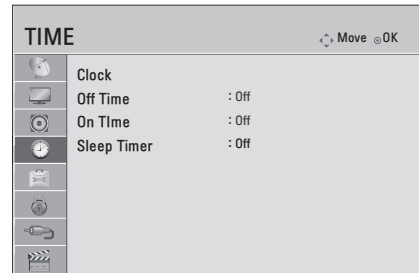 TIME
Move ⊙OK
Clock
Off Time : Off
On TIme : Off
Sleep Timer : Off